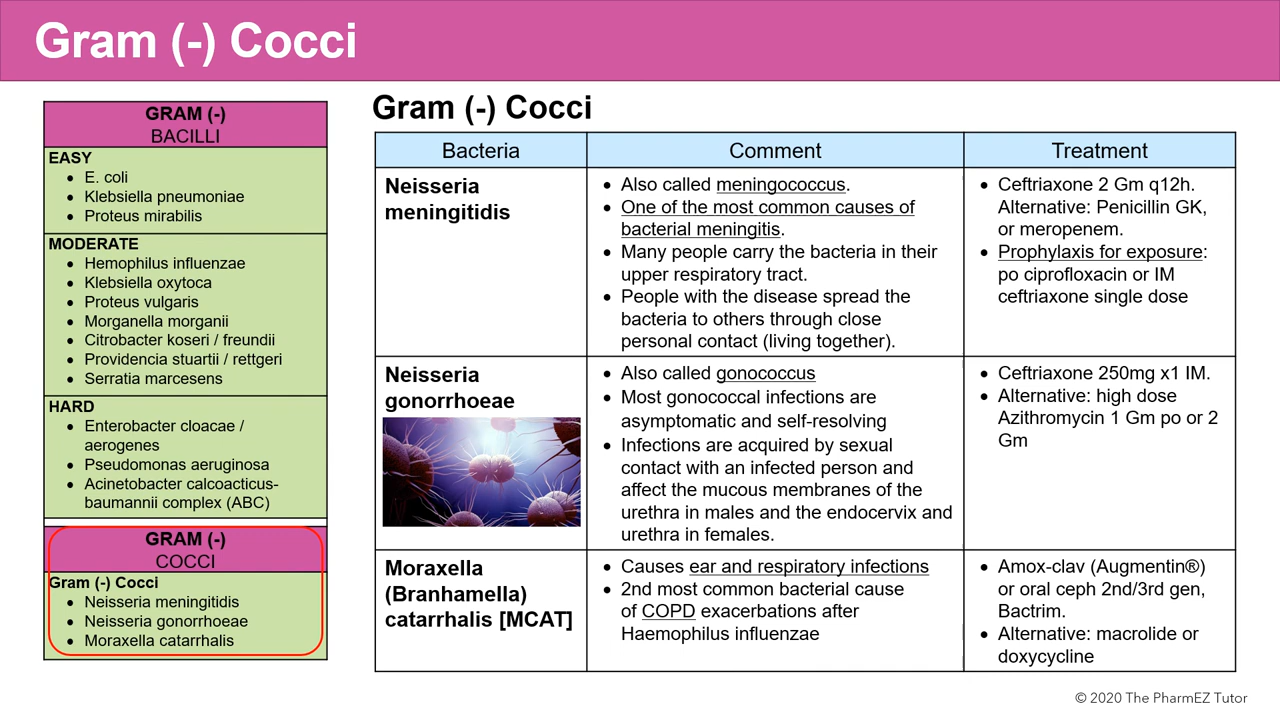 Gram (-) Cocci
GRAM (-)
BACILLI
EASY
• E. coli
• Klebsiella pneumoniae
• Proteus mirabilis
MODERATE
• Hemophilus influenzae
• Klebsiella oxytoca
• Proteus vulgaris
• Morganella morganii
• Citrobacter koseri / freundii
• Providencia stuartii / rettgeri
• Serratia marcesens
HARD
• Enterobacter cloacae /
aerogenes
• Pseudomonas aeruginosa
• Acinetobacter calcoacticus-
baumannii complex (ABC)
GRAM (-)
COCCI
Gram (-) Cocci
• Neisseria meningitidis
• Neisseria gonorrhoeae
• Moraxella catarrhalis
Gram (-) Cocci
Bacteria
Comment
Treatment
Neisseria
meningitidis
• Also called meningococcus.
• One of the most common causes of
bacterial meningitis.
• Many people carry the bacteria in their
upper respiratory tract.
• People with the disease spread the
bacteria to others through close
personal contact (living together).
• Ceftriaxone 2 Gm q12h.
Alternative: Penicillin GK,
or meropenem.
• Prophylaxis for exposure:
po ciprofloxacin or IM
ceftriaxone single dose
Neisseria
gonorrhoeae
• Also called gonococcus
• Most gonococcal infections are
asymptomatic and self-resolving
• Infections are acquired by sexual
contact with an infected person and
affect the mucous membranes of the
urethra in males and the endocervix and
urethra in females.
• Ceftriaxone 250mg x1 IM.
• Alternative: high dose
Azithromycin 1 Gm po or 2
Gm
Moraxella
(Branhamella)
catarrhalis [MCAT]
• Causes ear and respiratory infections
• 2nd most common bacterial cause
of COPD exacerbations after
Haemophilus influenzae
• Amox-clav (Augmentin®)
or oral ceph 2nd/3rd gen,
Bactrim.
• Alternative: macrolide or
doxycycline
© 2020 The PharmEZ Tutor